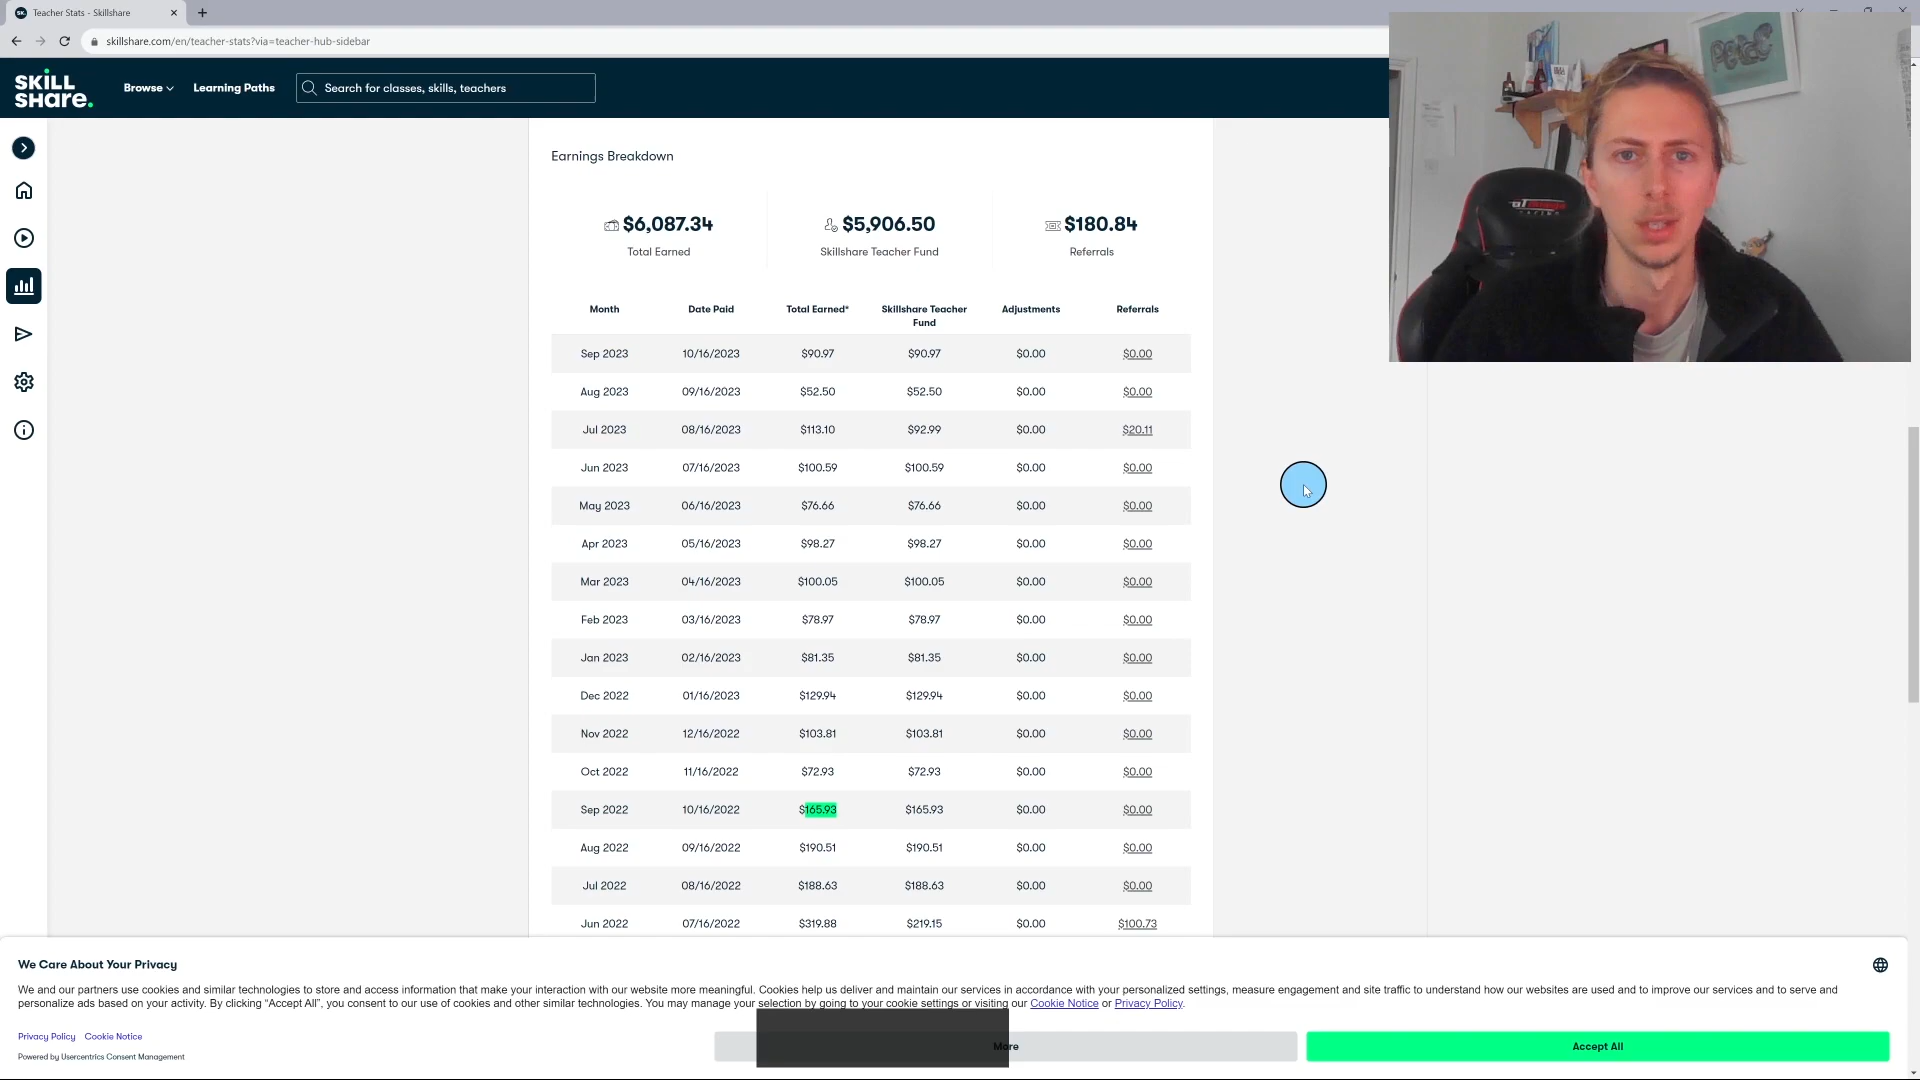 Teacher Stats - Skillshare
skillshare.com/en/teacher-stats?via=teacher-hub-sidebar
SKILL
SHARE.
Browse
Learning Paths
Search for classes, skills, teachers
Earnings Breakdown
$6,087.34
$5,906.50
$180.84
Total Earned
Skillshare Teacher Fund
Referrals
Month Date Paid Total Earned* Skillshare Teacher Fund Adjustments Referrals
Sep 2023 10/16/2023 $90.97 $90.97 $0.00 $0.00
Aug 2023 09/16/2023 $52.50 $52.50 $0.00 $0.00
Jul 2023 08/16/2023 $113.10 $92.99 $0.00 $20.11
Jun 2023 07/16/2023 $100.59 $100.59 $0.00 $0.00
May 2023 06/16/2023 $76.66 $76.66 $0.00 $0.00
Apr 2023 05/16/2023 $98.27 $98.27 $0.00 $0.00
Mar 2023 04/16/2023 $100.05 $100.05 $0.00 $0.00
Feb 2023 03/16/2023 $78.97 $78.97 $0.00 $0.00
Jan 2023 02/16/2023 $81.35 $81.35 $0.00 $0.00
Dec 2022 01/16/2023 $129.94 $129.94 $0.00 $0.00
Nov 2022 12/16/2022 $103.81 $103.81 $0.00 $0.00
Oct 2022 11/16/2022 $72.93 $72.93 $0.00 $0.00
Sep 2022 10/16/2022 $165.93 $165.93 $0.00 $0.00
Aug 2022 09/16/2022 $190.51 $190.51 $0.00 $0.00
Jul 2022 08/16/2022 $188.63 $188.63 $0.00 $0.00
Jun 2022 07/16/2022 $319.88 $219.15 $0.00 $100.73
We Care About Your Privacy
We and our partners use cookies and similar technologies to store and access information that make your interaction with our website more meaningful. Cookies help us deliver and maintain our services in accordance with your personalized settings, measure engagement and site traffic to understand how our websites are used and to improve our services and to serve and
personalize ads based on your activity. By clicking “Accept All”, you consent to our use of cookies and other similar technologies. You may manage your selection by going to your cookie settings or visiting our Cookie Notice or Privacy Policy.
Privacy Policy Cookie Notice
More
Accept All
Powered by Usercentrics Consent Management